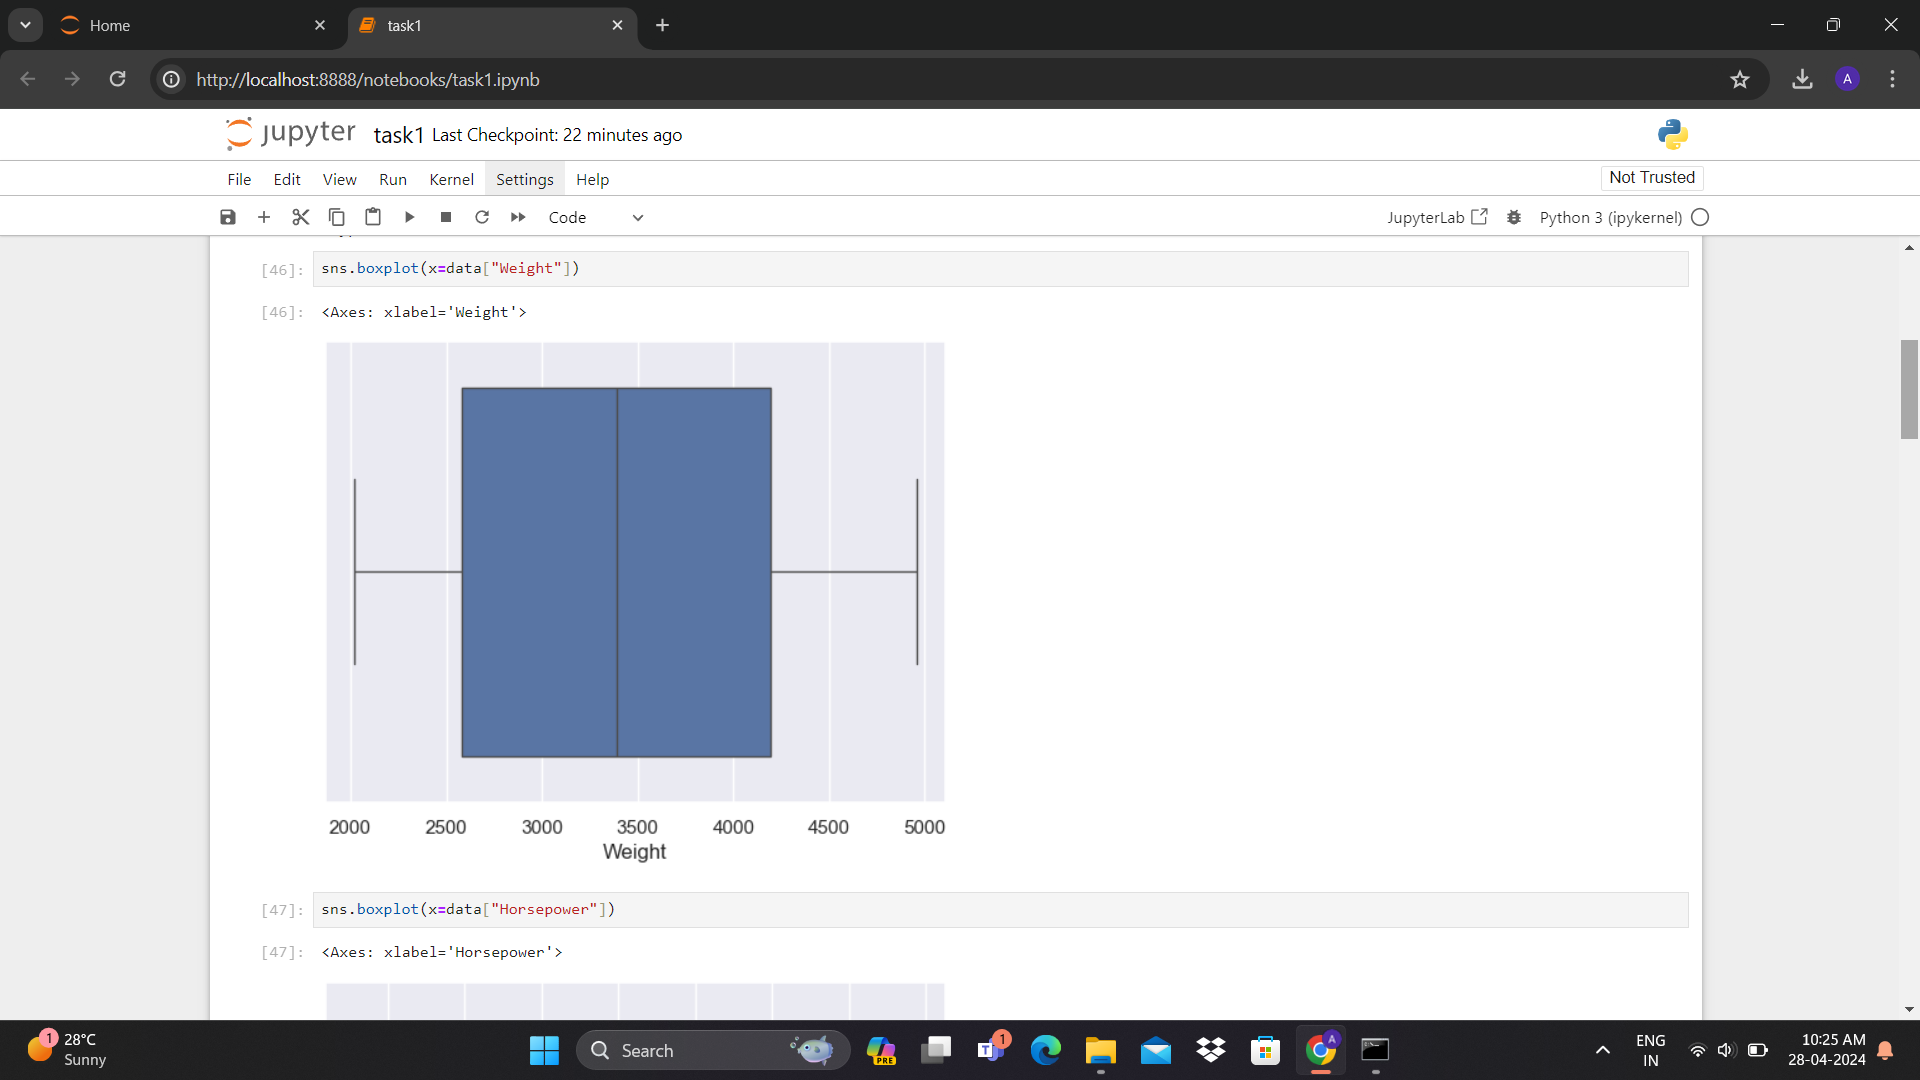 Home
task1
http://localhost:8888/notebooks/task1.ipynb
A
jupyter task1 Last Checkpoint: 22 minutes ago
File Edit View Run Kernel Settings Help
Not Trusted
Code
JupyterLab
Python 3 (ipykernel)
[46]: sns.boxplot(x=data["Weight"])
[46]: <Axes: xlabel='Weight'>
2000 2500 3000 3500 4000 4500 5000
Weight
[47]: sns.boxplot(x=data["Horsepower"])
[47]: <Axes: xlabel='Horsepower'>
1
28°C
Sunny
Search
PRE
T
1
A
ENG
IN
10:25 AM
28-04-2024